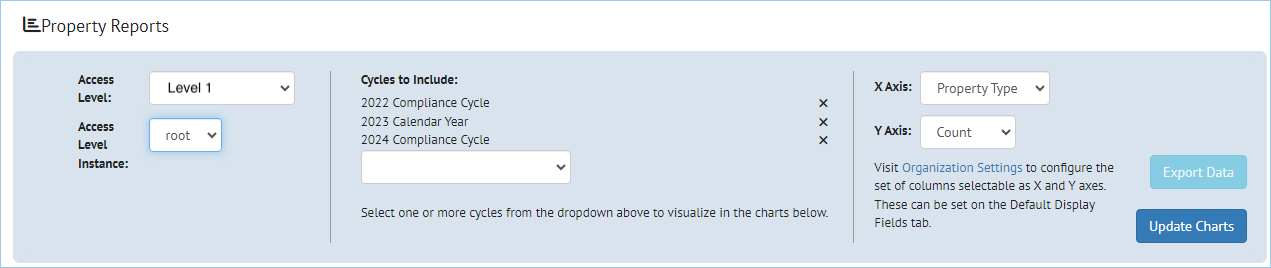 Property Reports
Access
Level:
Level 1
Access
Level
Instance:
root
Cycles to Include:
2022 Compliance Cycle
2023 Calendar Year
2024 Compliance Cycle
Select one or more cycles from the dropdown above to visualize in the charts below.
X Axis:
Property Type
Y Axis:
Count
Visit Organization Settings to configure the
set of columns selectable as X and Y axes.
These can be set on the Default Display
Fields tab.
Export Data
Update Charts